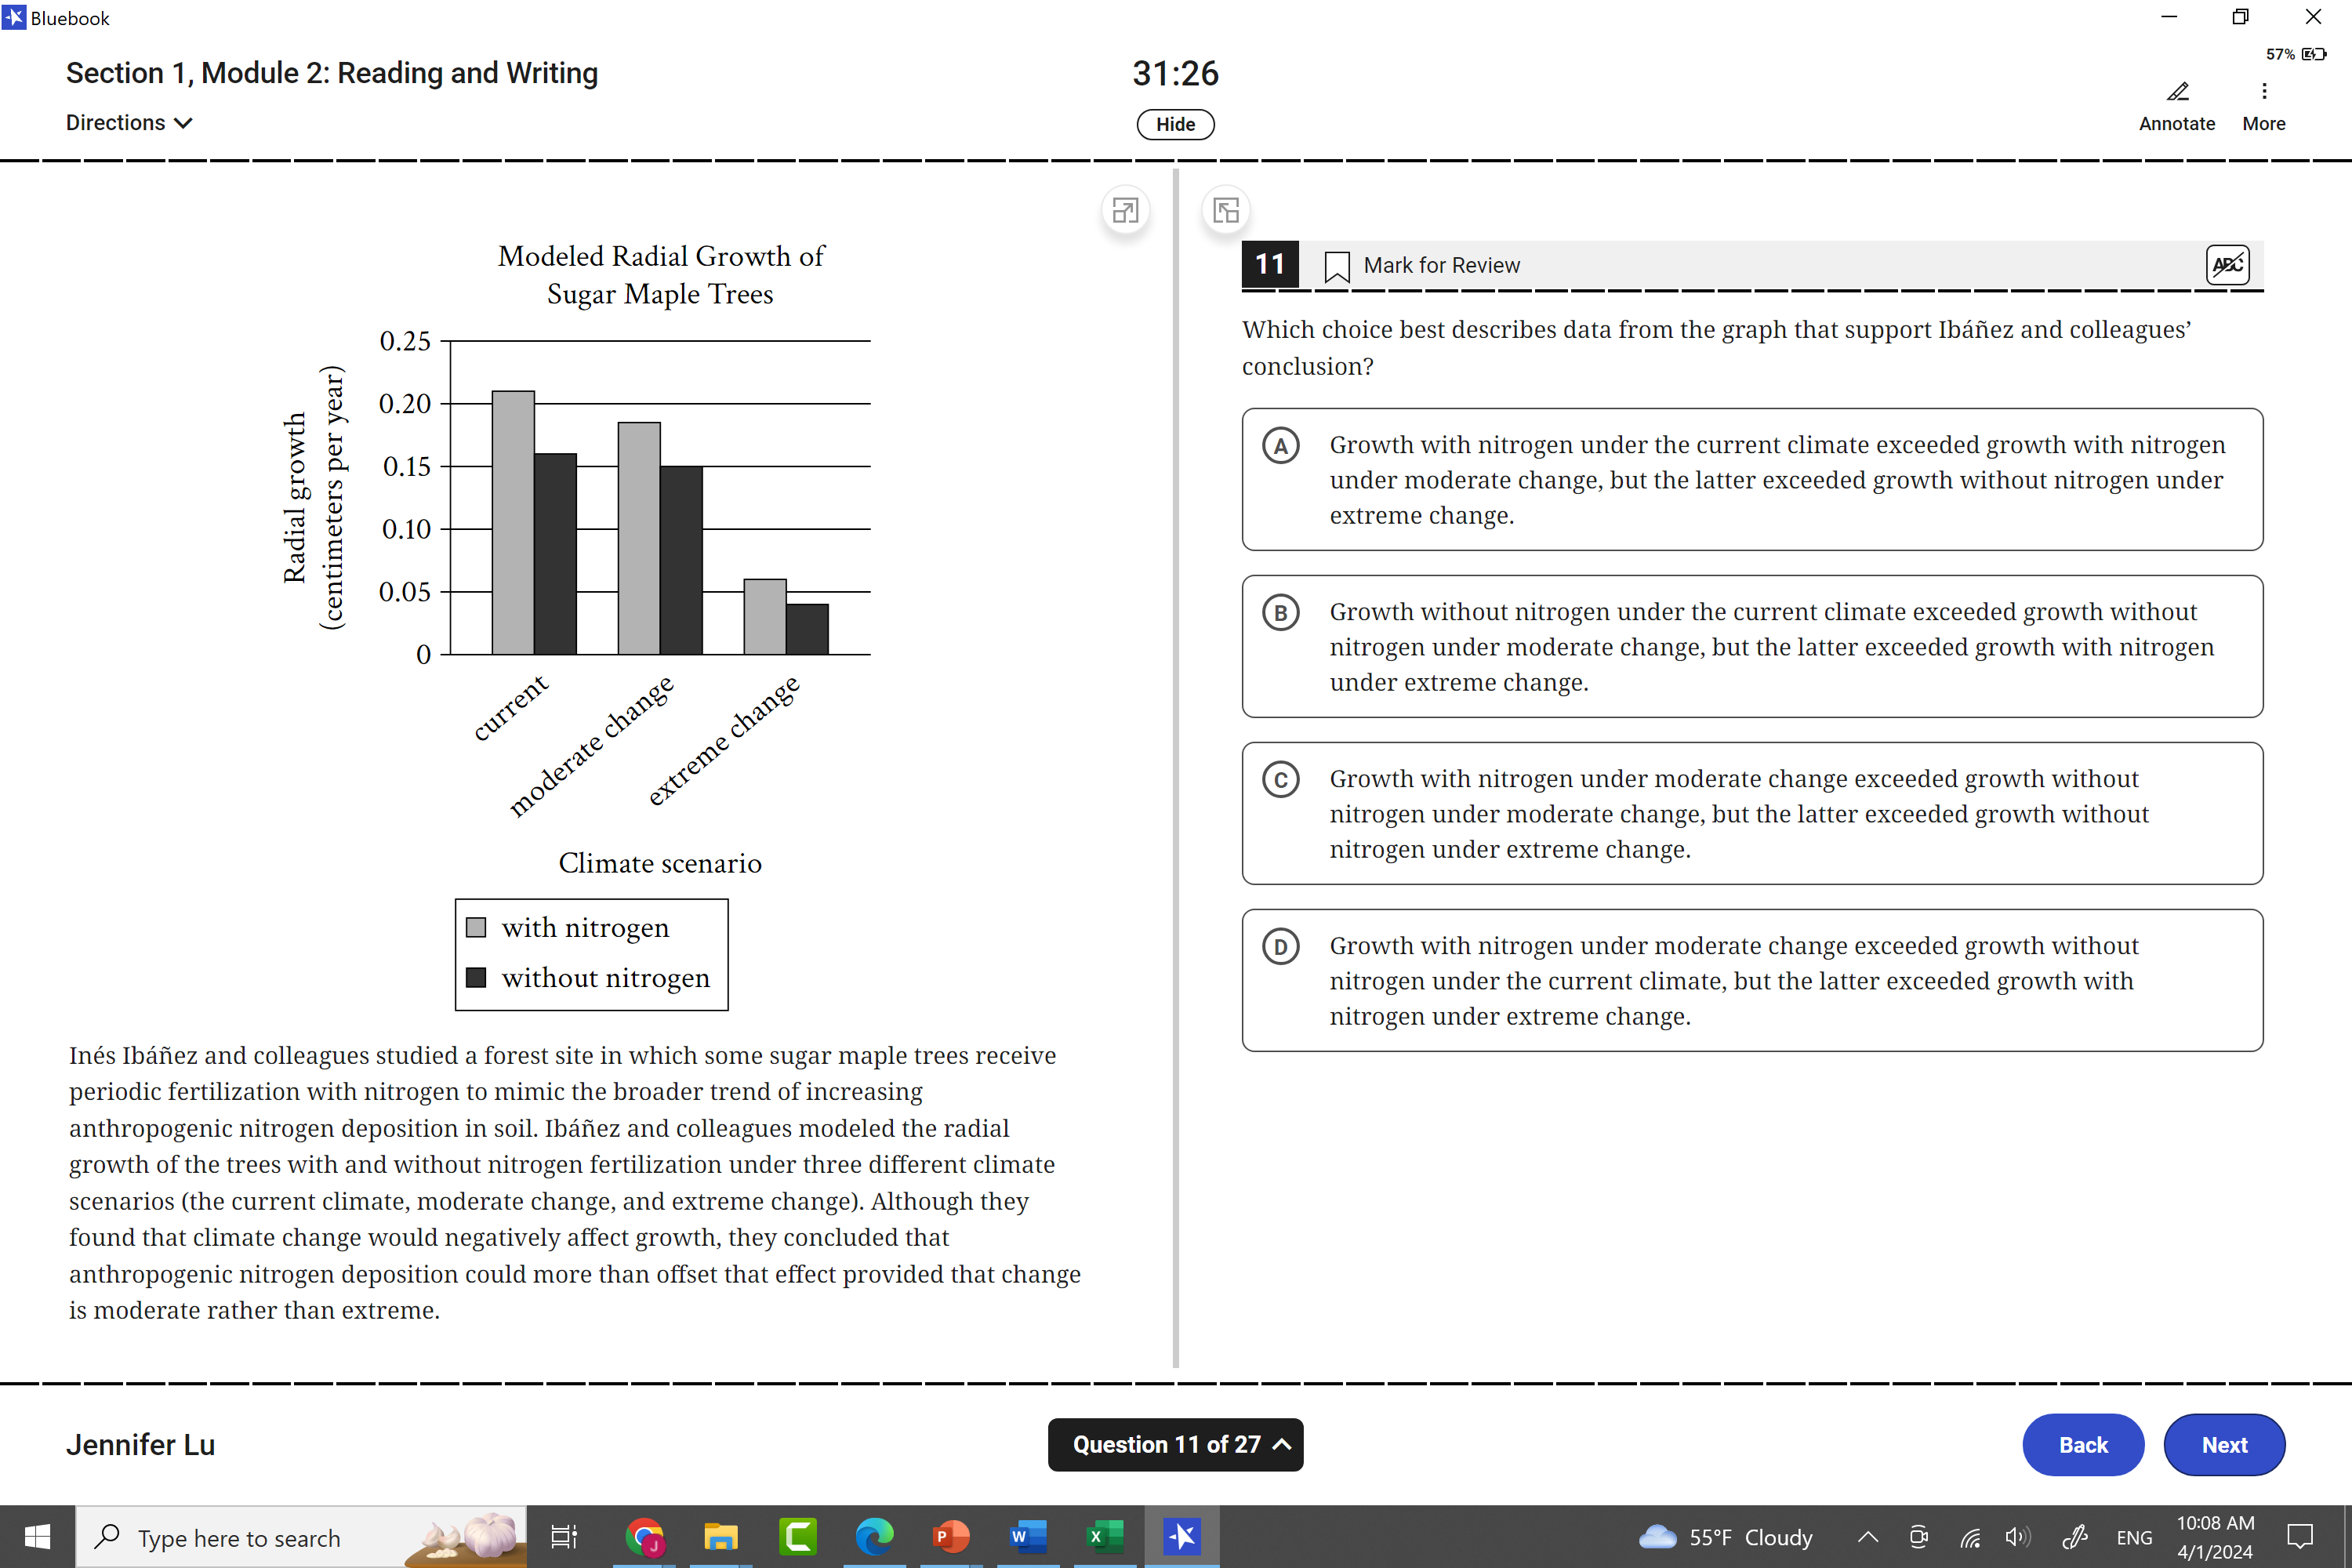 Bluebook
57%
Section 1, Module 2: Reading and Writing
31:26
Directions
Hide
Annotate
More
Modeled Radial Growth of
Sugar Maple Trees
Radial growth
(centimeters per year)
0.25
0.20
0.15
0.10
0.05
0
current
moderate change
extreme change
Climate scenario
with nitrogen
without nitrogen
Inés Ibáñez and colleagues studied a forest site in which some sugar maple trees receive
periodic fertilization with nitrogen to mimic the broader trend of increasing
anthropogenic nitrogen deposition in soil. Ibáñez and colleagues modeled the radial
growth of the trees with and without nitrogen fertilization under three different climate
scenarios (the current climate, moderate change, and extreme change). Although they
found that climate change would negatively affect growth, they concluded that
anthropogenic nitrogen deposition could more than offset that effect provided that change
is moderate rather than extreme.
11
Mark for Review
ABC
Which choice best describes data from the graph that support Ibáñez and colleagues’
conclusion?
A
Growth with nitrogen under the current climate exceeded growth with nitrogen
under moderate change, but the latter exceeded growth without nitrogen under
extreme change.
B
Growth without nitrogen under the current climate exceeded growth without
nitrogen under moderate change, but the latter exceeded growth with nitrogen
under extreme change.
C
Growth with nitrogen under moderate change exceeded growth without
nitrogen under moderate change, but the latter exceeded growth without
nitrogen under extreme change.
D
Growth with nitrogen under moderate change exceeded growth without
nitrogen under the current climate, but the latter exceeded growth with
nitrogen under extreme change.
Jennifer Lu
Question 11 of 27
Back
Next
Type here to search
J
C
P
W
X
55°F Cloudy
ENG
10:08 AM
4/1/2024